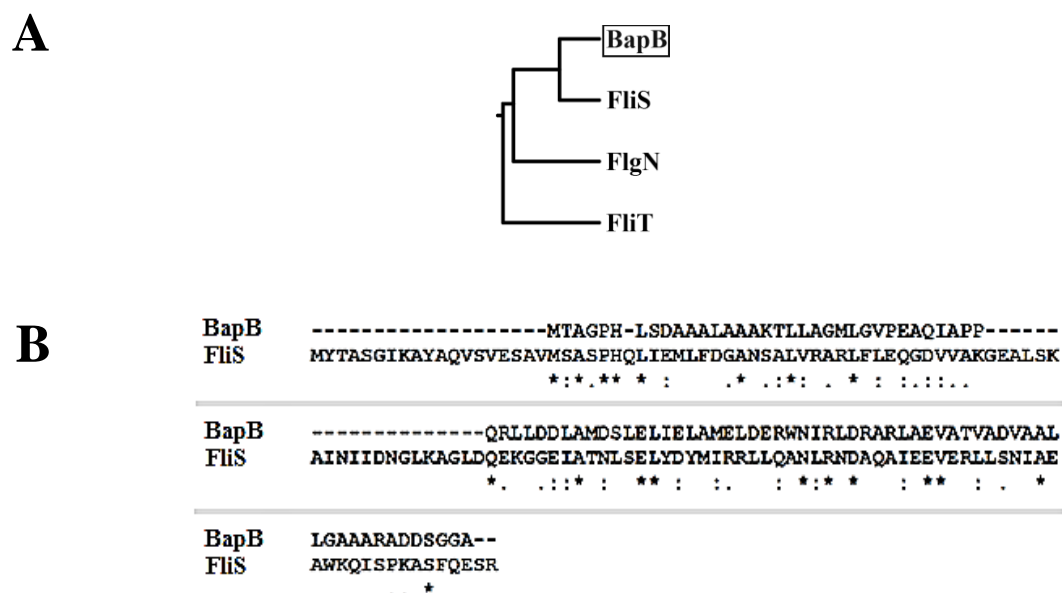 A
BapB
FliS
FlgN
FliT
B
BapB ------------------MTAGPH-LSDAAALAAAKTLLAGMLGVPEAQIAPP------
FliS MYTASGIKAYAQVSVESAVMSASPHQLIEMLFDGANSALVRARLFLEQGDVVAKGEALSK
*:*.** * : .*.:*: . * : :.::..
BapB --------------QRLLDDLAMDSLELIELAMELDERWNIRLDRARLAEVATVADVAAL
FliS AINIIDNGLKAGLDQEKGGEIATNLSELYDYMIRRLLQANLRNDAQAIEEVERLLSNIAE
*. .::* : ** : :. : *:* * : ** : . *
BapB LGAAARADDSGGA--
FliS AWKQISPKASFQESR
.. *